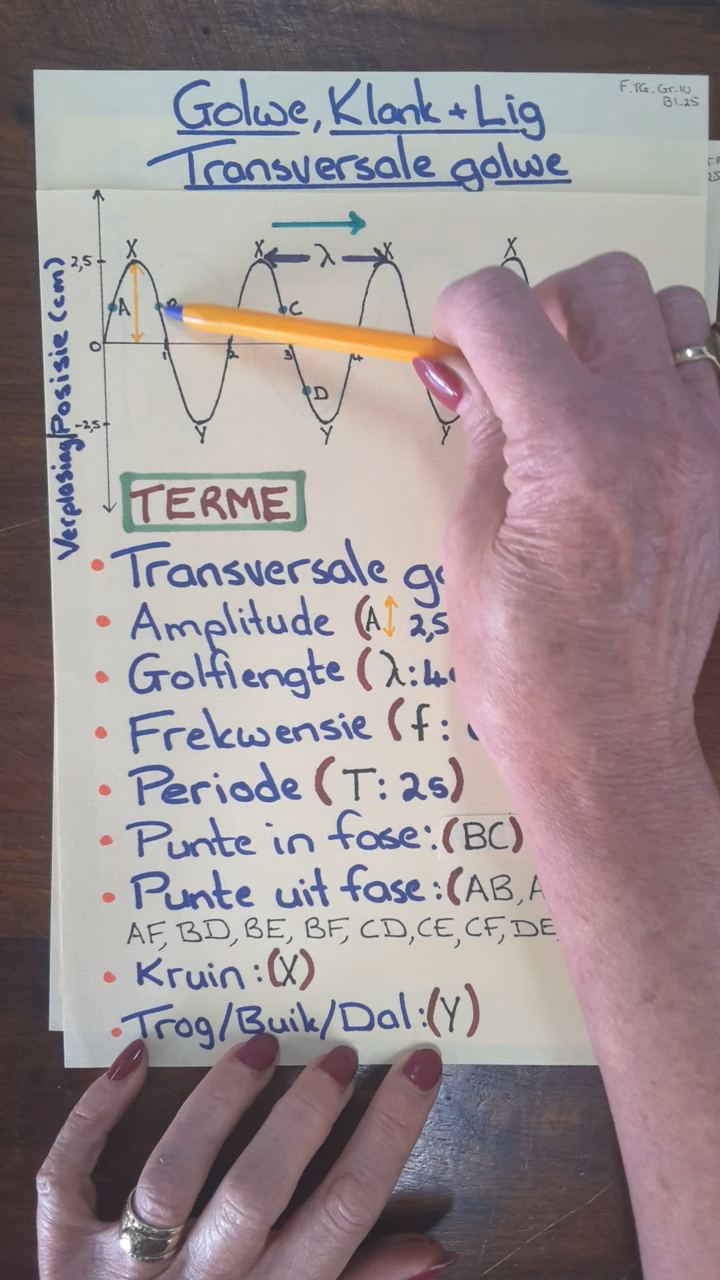 F.TG. Gr.10
Bl.25
Golwe, Klank + Lig
Transversale golwe
Verplasing/Posisie (cm)
X X X X
2,5
λ
A C
0 1 2 3 4
D
-2,5
Y Y Y
TERME
• Transversale
• Amplitude (A↕ 2,5
• Golflengte (λ:4
• Frekwensie (f:
• Periode (T: 2s)
• Punte in fase: (BC)
• Punte uit fase: (AB,
AF, BD, BE, BF, CD, CE, CF, DE,
• Kruin: (X)
• Trog/Buik/Dal: (Y)